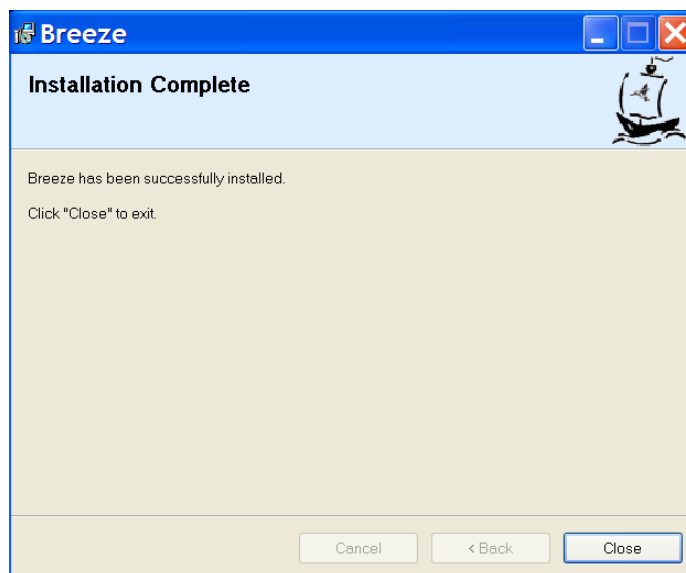 Breeze
Installation Complete
Breeze has been successfully installed.
Click "Close" to exit.
Cancel
< Back
Close